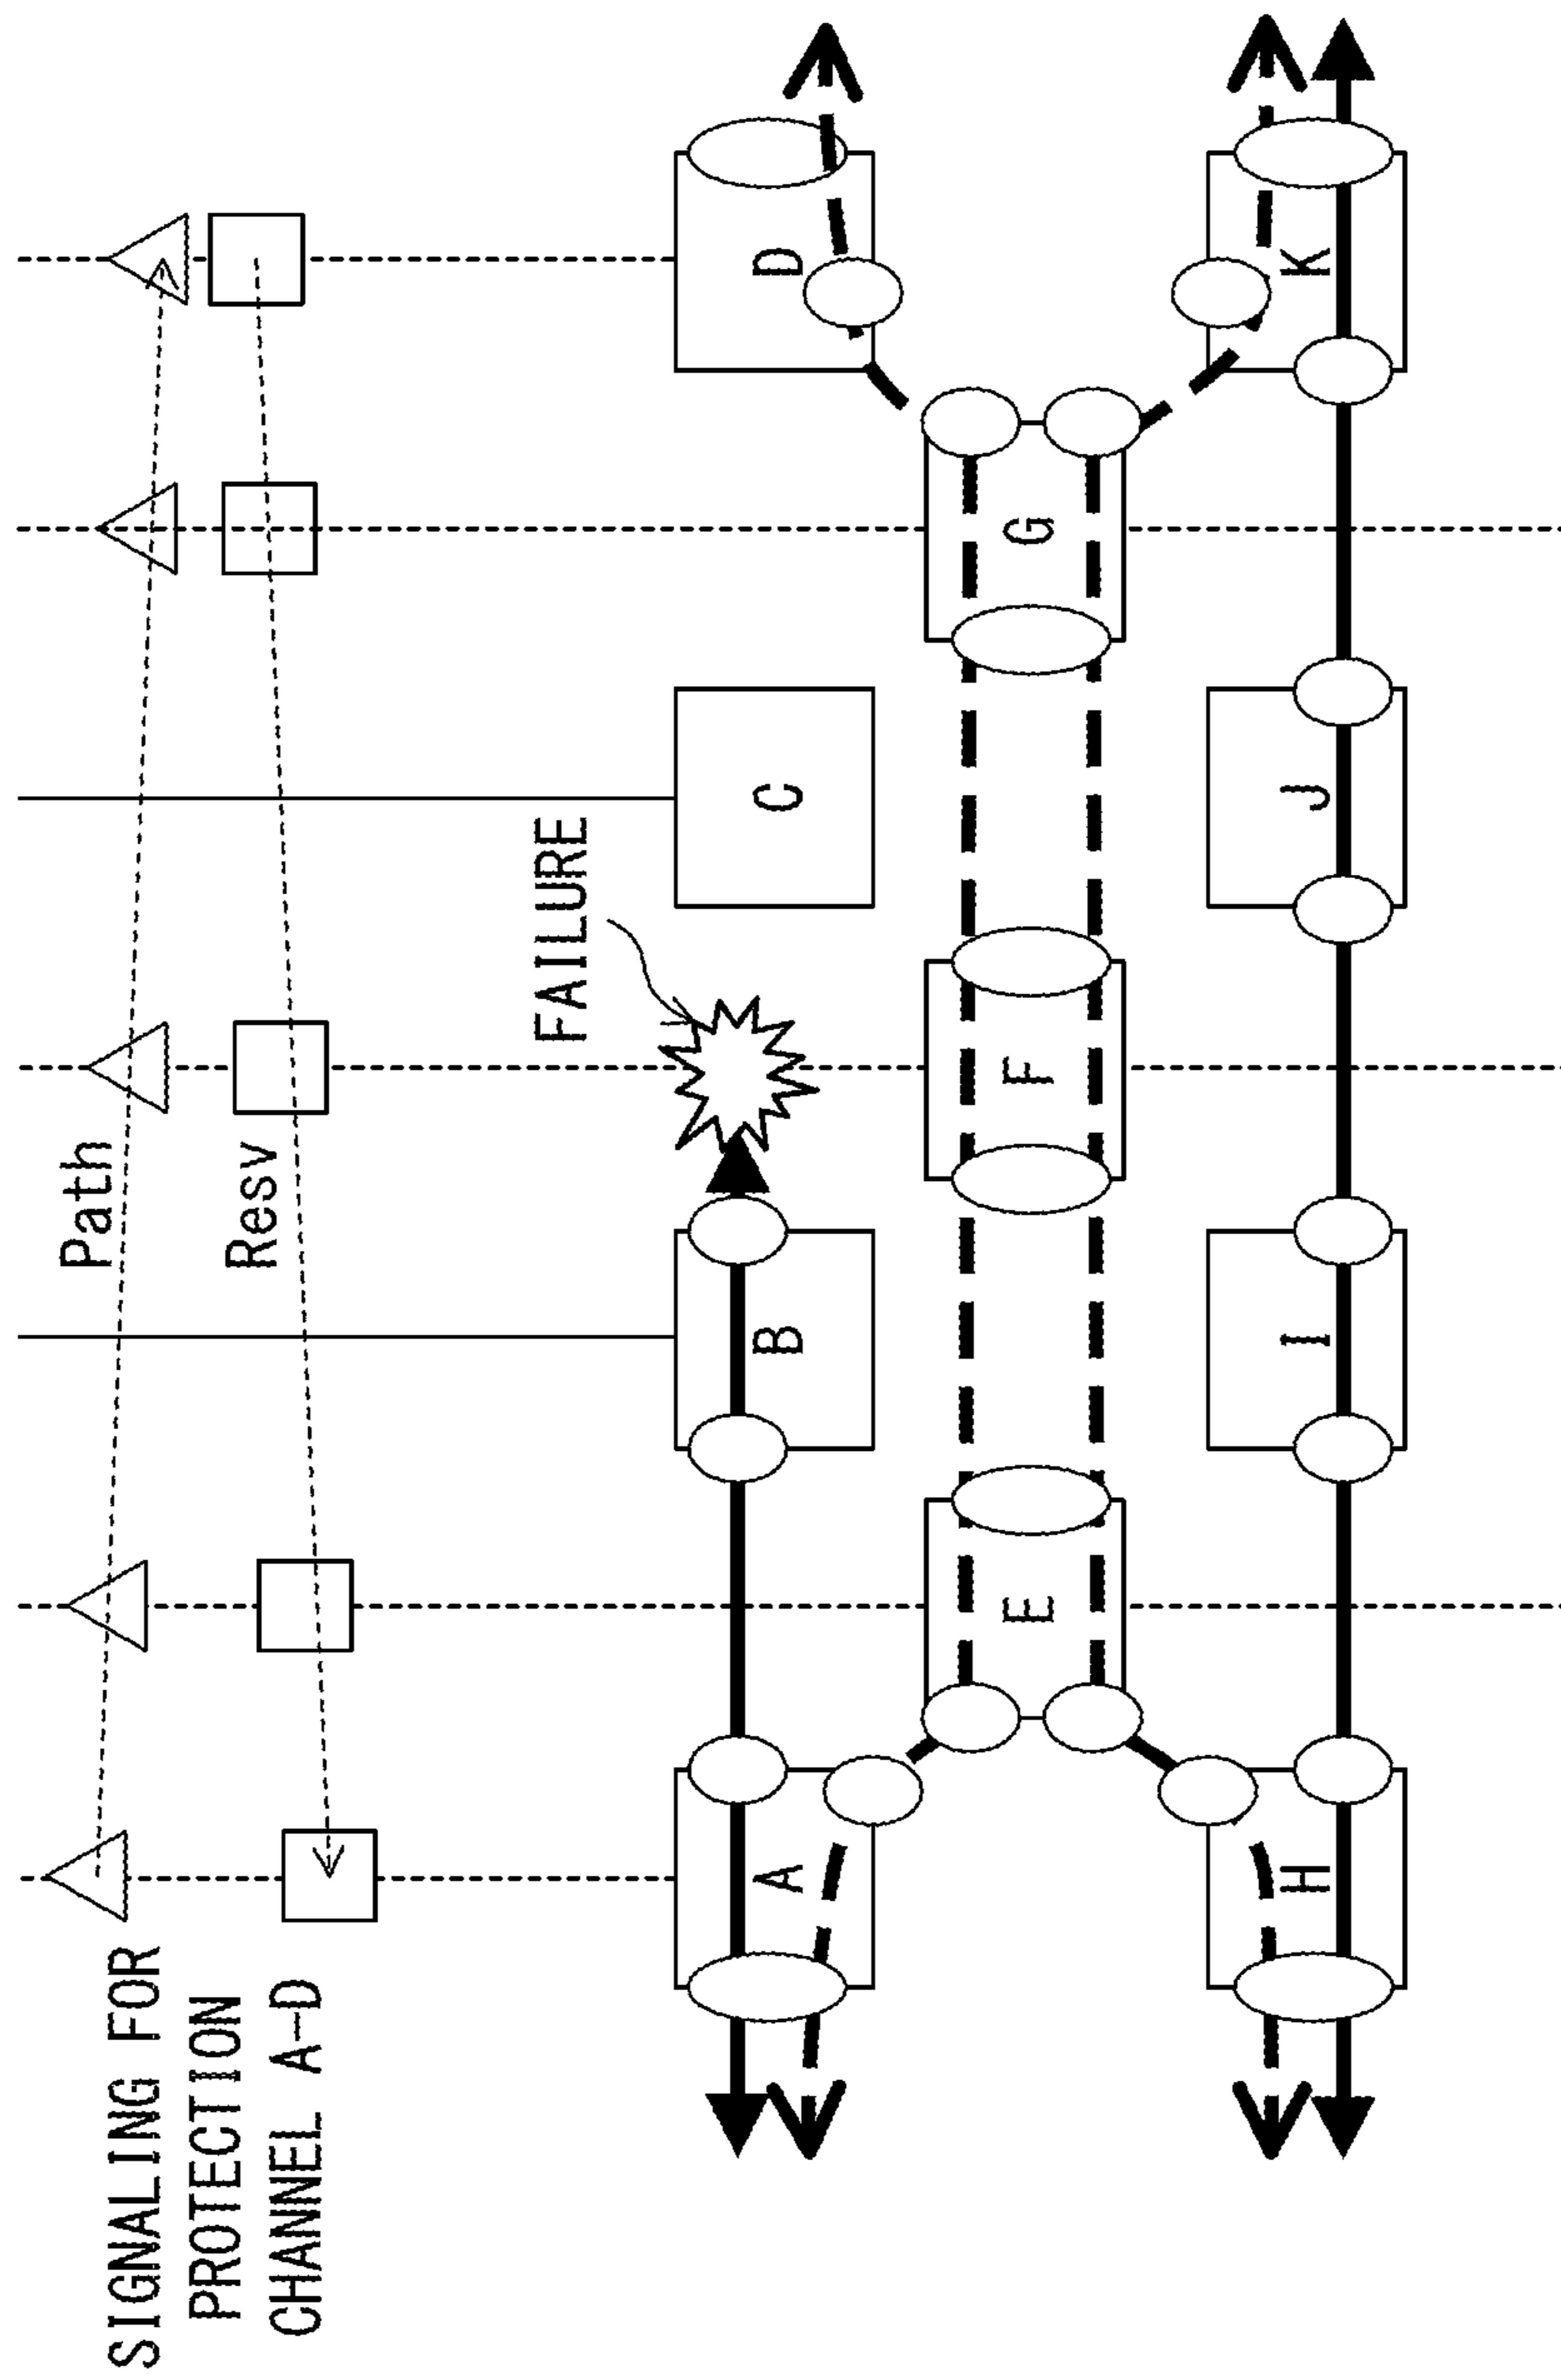 SIGNALING FOR
PROTECTION
CHANNEL A-D
Path
Resv
FAILURE
A
B
C
D
E
F
G
H
I
J
K